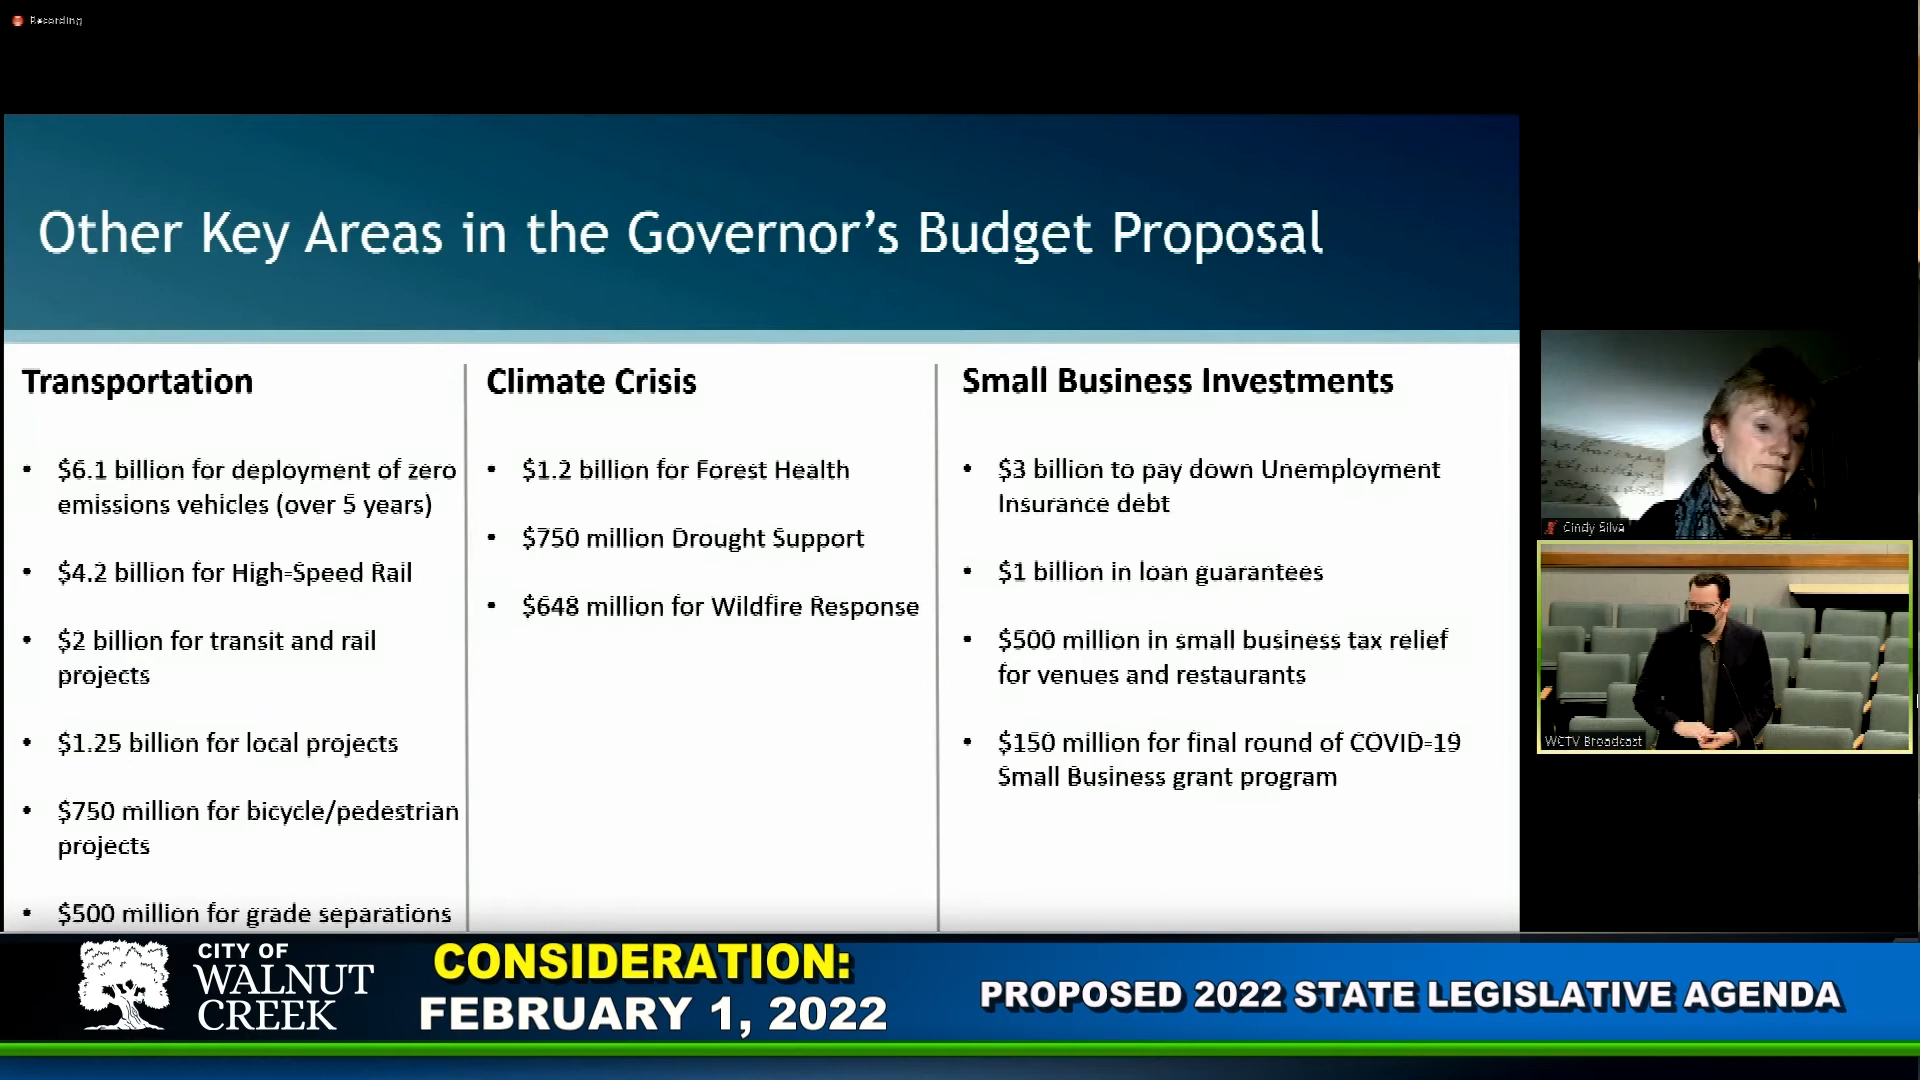 Recording
Other Key Areas in the Governor's Budget Proposal
Transportation
• $6.1 billion for deployment of zero
emissions vehicles (over 5 years)
• $4.2 billion for High-Speed Rail
• $2 billion for transit and rail
projects
• $1.25 billion for local projects
• $750 million for bicycle/pedestrian
projects
• $500 million for grade separations
Climate Crisis
• $1.2 billion for Forest Health
• $750 million Drought Support
• $648 million for Wildfire Response
Small Business Investments
• $3 billion to pay down Unemployment
Insurance debt
• $1 billion in loan guarantees
• $500 million in small business tax relief
for venues and restaurants
• $150 million for final round of COVID-19
Small Business grant program
Cindy Silva
WCTV Broadcast
CITY OF
WALNUT
CREEK
CONSIDERATION:
FEBRUARY 1, 2022
PROPOSED 2022 STATE LEGISLATIVE AGENDA